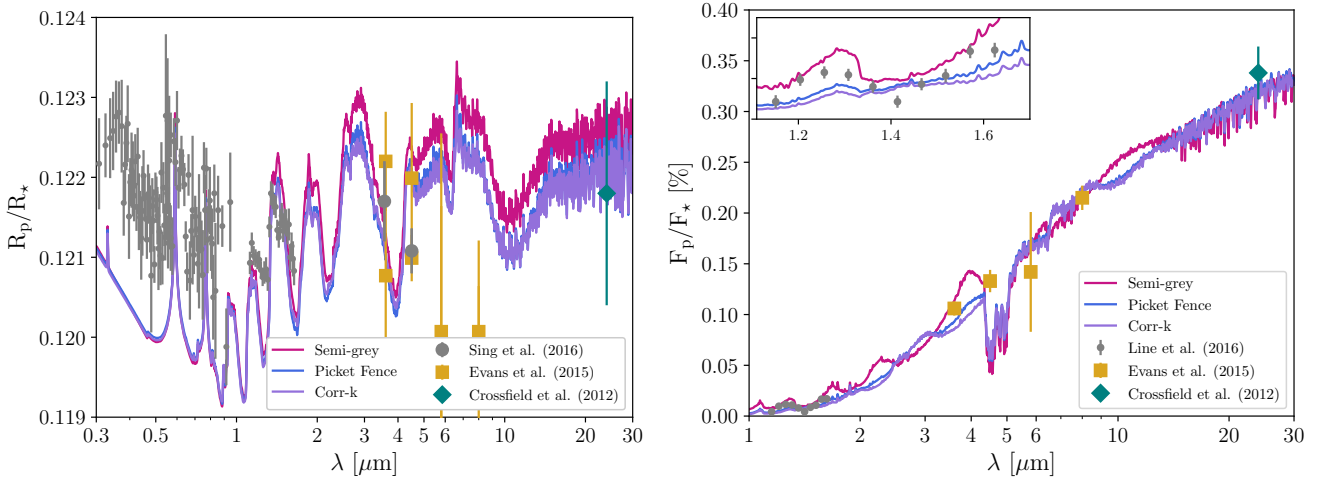 0.124
0.123
0.122
0.121
0.120
0.119
R_p/R_⋆
0.3 0.5 1 2 3 4 5 6 10 30
λ [μm]
Semi-grey
Picket Fence
Corr-k
Sing et al. (2016)
Evans et al. (2015)
Crossfield et al. (2012)
0.40
0.35
0.30
0.25
0.20
0.15
0.10
0.05
0.00
F_p/F_⋆ [%]
1.2 1.4 1.6
1 2 3 4 5 6 10 30
λ [μm]
Semi-grey
Picket Fence
Corr-k
Line et al. (2016)
Evans et al. (2015)
Crossfield et al. (2012)